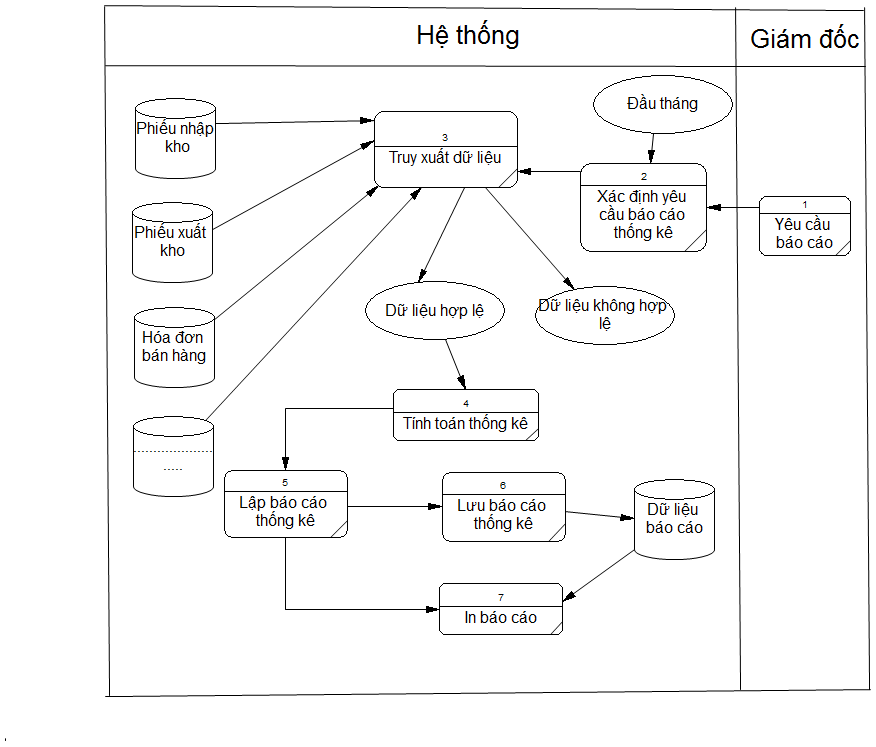 Hệ thống
Giám đốc
Đầu tháng
Phiếu nhập
kho
3
Truy xuất dữ liệu
2
Xác định yêu
cầu báo cáo
thống kê
1
Yêu cầu
báo cáo
Phiếu xuất
kho
Dữ liệu hợp lệ
Dữ liệu không hợp
lệ
Hóa đơn
bán hàng
4
Tính toán thống kê
.....
5
Lập báo cáo
thống kê
6
Lưu báo cáo
thống kê
Dữ liệu
báo cáo
7
In báo cáo